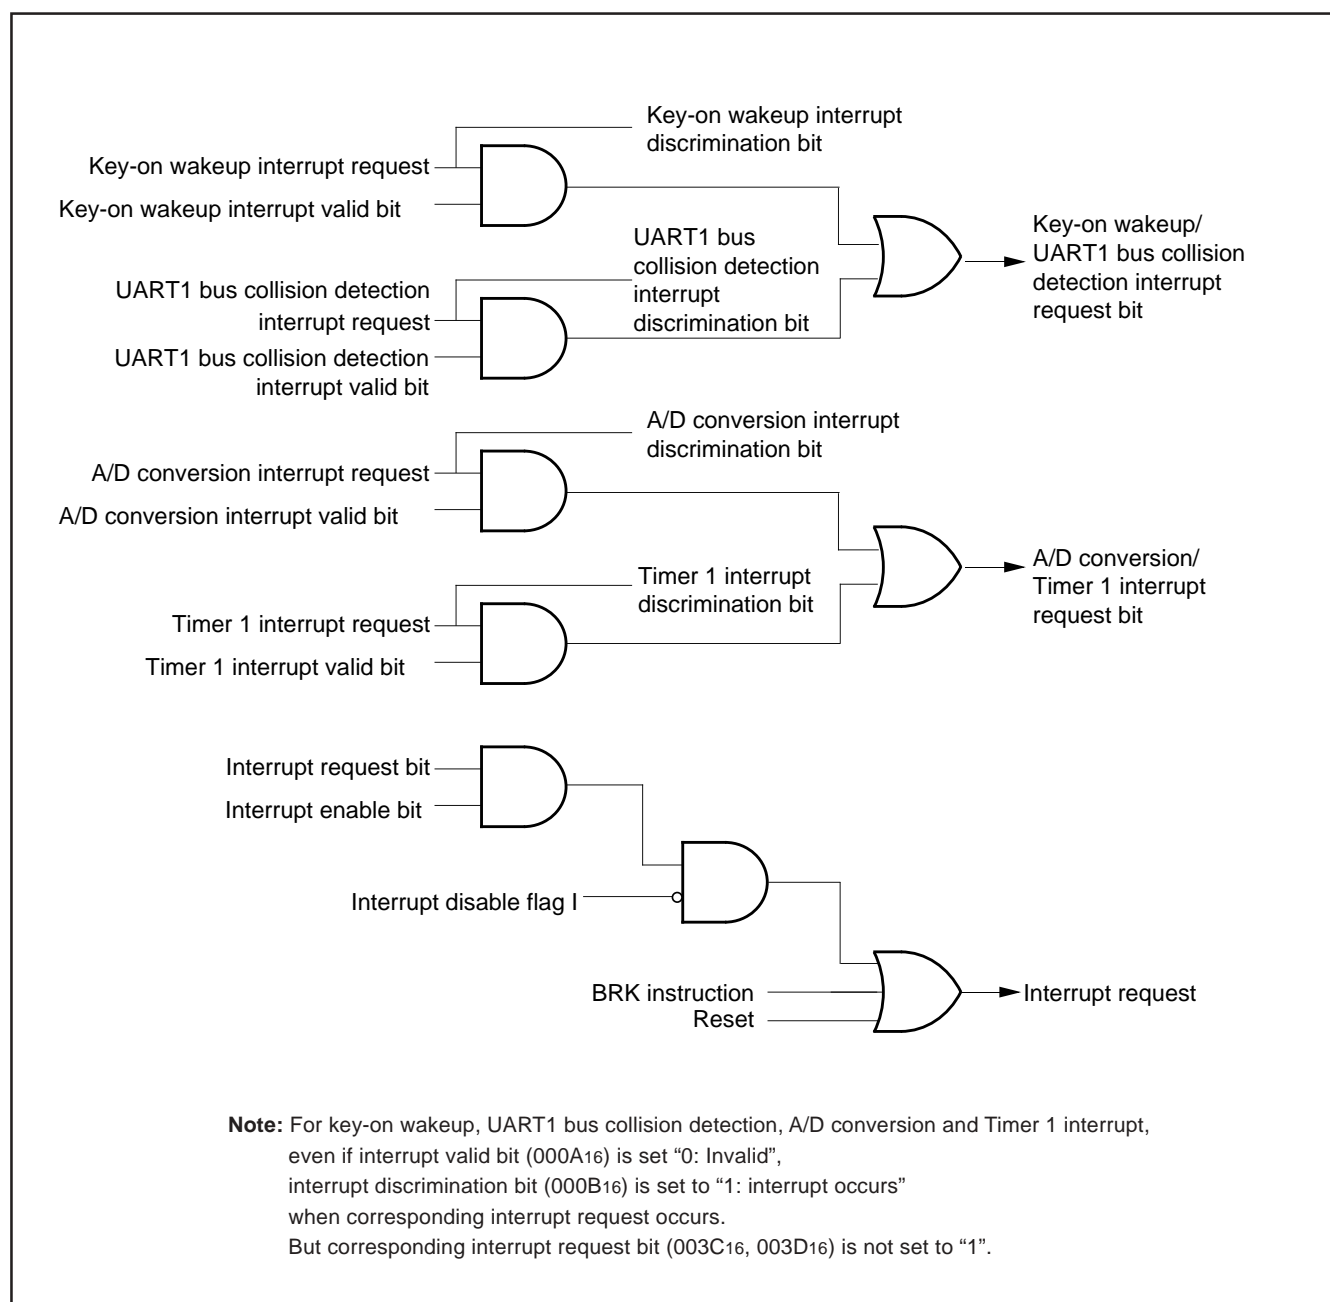 Key-on wakeup interrupt
discrimination bit
Key-on wakeup interrupt request
Key-on wakeup interrupt valid bit
UART1 bus
collision detection
interrupt
discrimination bit
Key-on wakeup/
UART1 bus collision
detection interrupt
request bit
UART1 bus collision detection
interrupt request
UART1 bus collision detection
interrupt valid bit
A/D conversion interrupt
discrimination bit
A/D conversion interrupt request
A/D conversion interrupt valid bit
A/D conversion/
Timer 1 interrupt
request bit
Timer 1 interrupt
discrimination bit
Timer 1 interrupt request
Timer 1 interrupt valid bit
Interrupt request bit
Interrupt enable bit
Interrupt disable flag I
BRK instruction
Reset
Interrupt request
Note: For key-on wakeup, UART1 bus collision detection, A/D conversion and Timer 1 interrupt,
even if interrupt valid bit (000A16) is set “0: Invalid”,
interrupt discrimination bit (000B16) is set to “1: interrupt occurs”
when corresponding interrupt request occurs.
But corresponding interrupt request bit (003C16, 003D16) is not set to “1”.